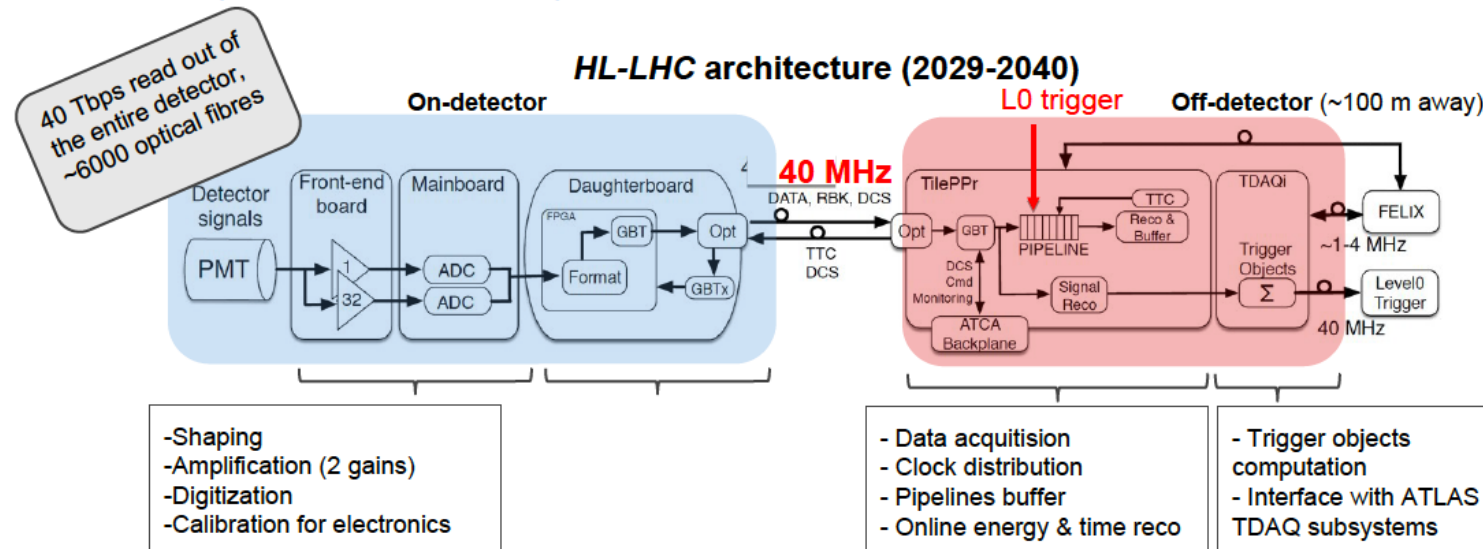 HL-LHC architecture (2029-2040)
40 Tbps read out of
the entire detector,
~6000 optical fibres
On-detector
L0 trigger
Off-detector (~100 m away)
Detector
signals
PMT
Front-end
board
1
32
Mainboard
ADC
ADC
Daughterboard
FPGA
GBT
Format
Opt
GBTx
4
40 MHz
DATA, RBK, DCS
TTC
DCS
TilePPr
Opt
GBT
PIPELINE
TTC
Reco &
Buffer
DCS
Cmd
Monitoring
Signal
Reco
ATCA
Backplane
TDAQi
Trigger
Objects
Σ
FELIX
~1-4 MHz
Level0
Trigger
40 MHz
-Shaping
-Amplification (2 gains)
-Digitization
-Calibration for electronics
- Data acquitision
- Clock distribution
- Pipelines buffer
- Online energy & time reco
- Trigger objects
computation
- Interface with ATLAS
TDAQ subsystems